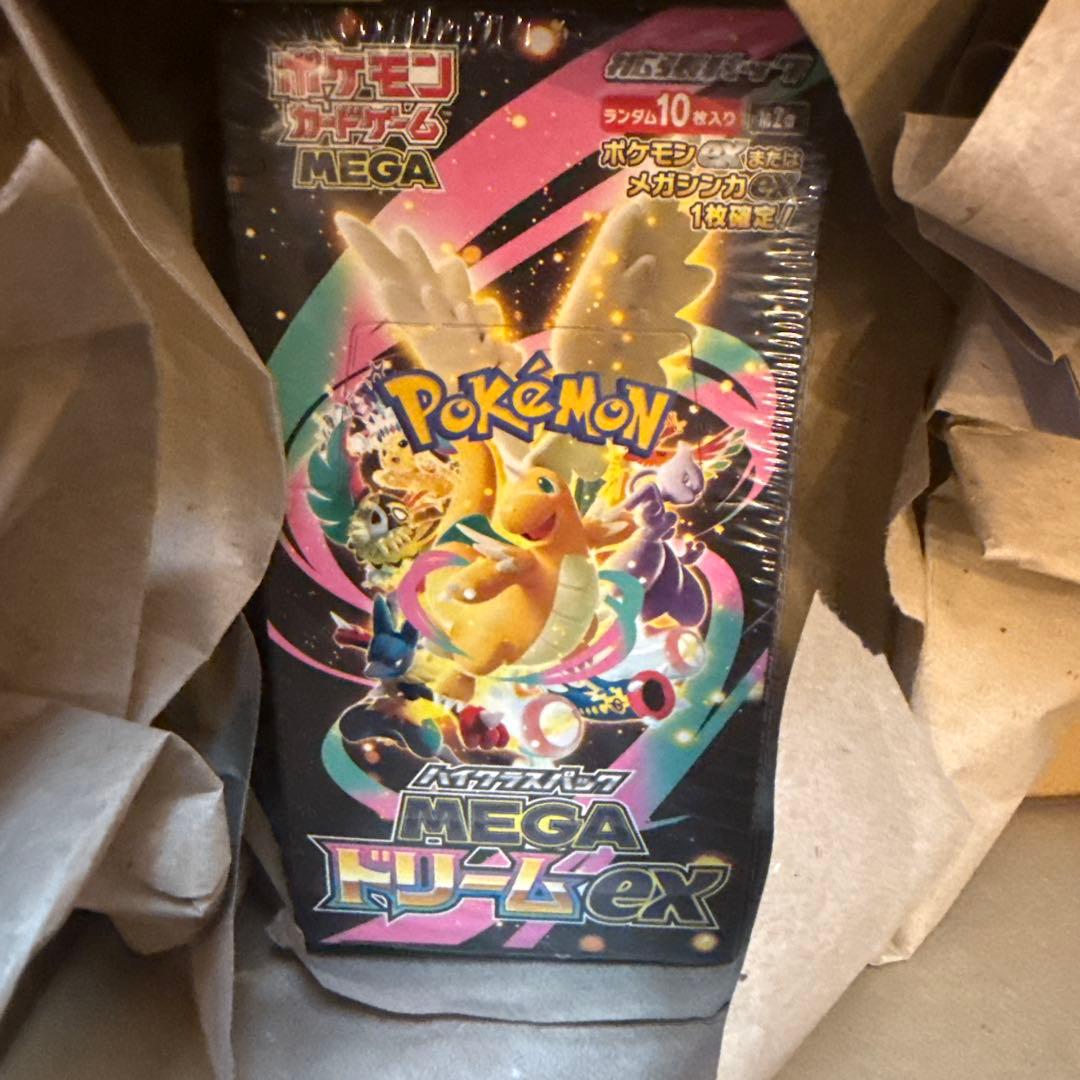 ポケモン
カードゲーム
MEGA
拡張パック
ランダム10枚入り
ポケモンexまたは
メガシンカex
1枚確定!
POKéMON
ハイクラスパック
MEGA
ドリームex